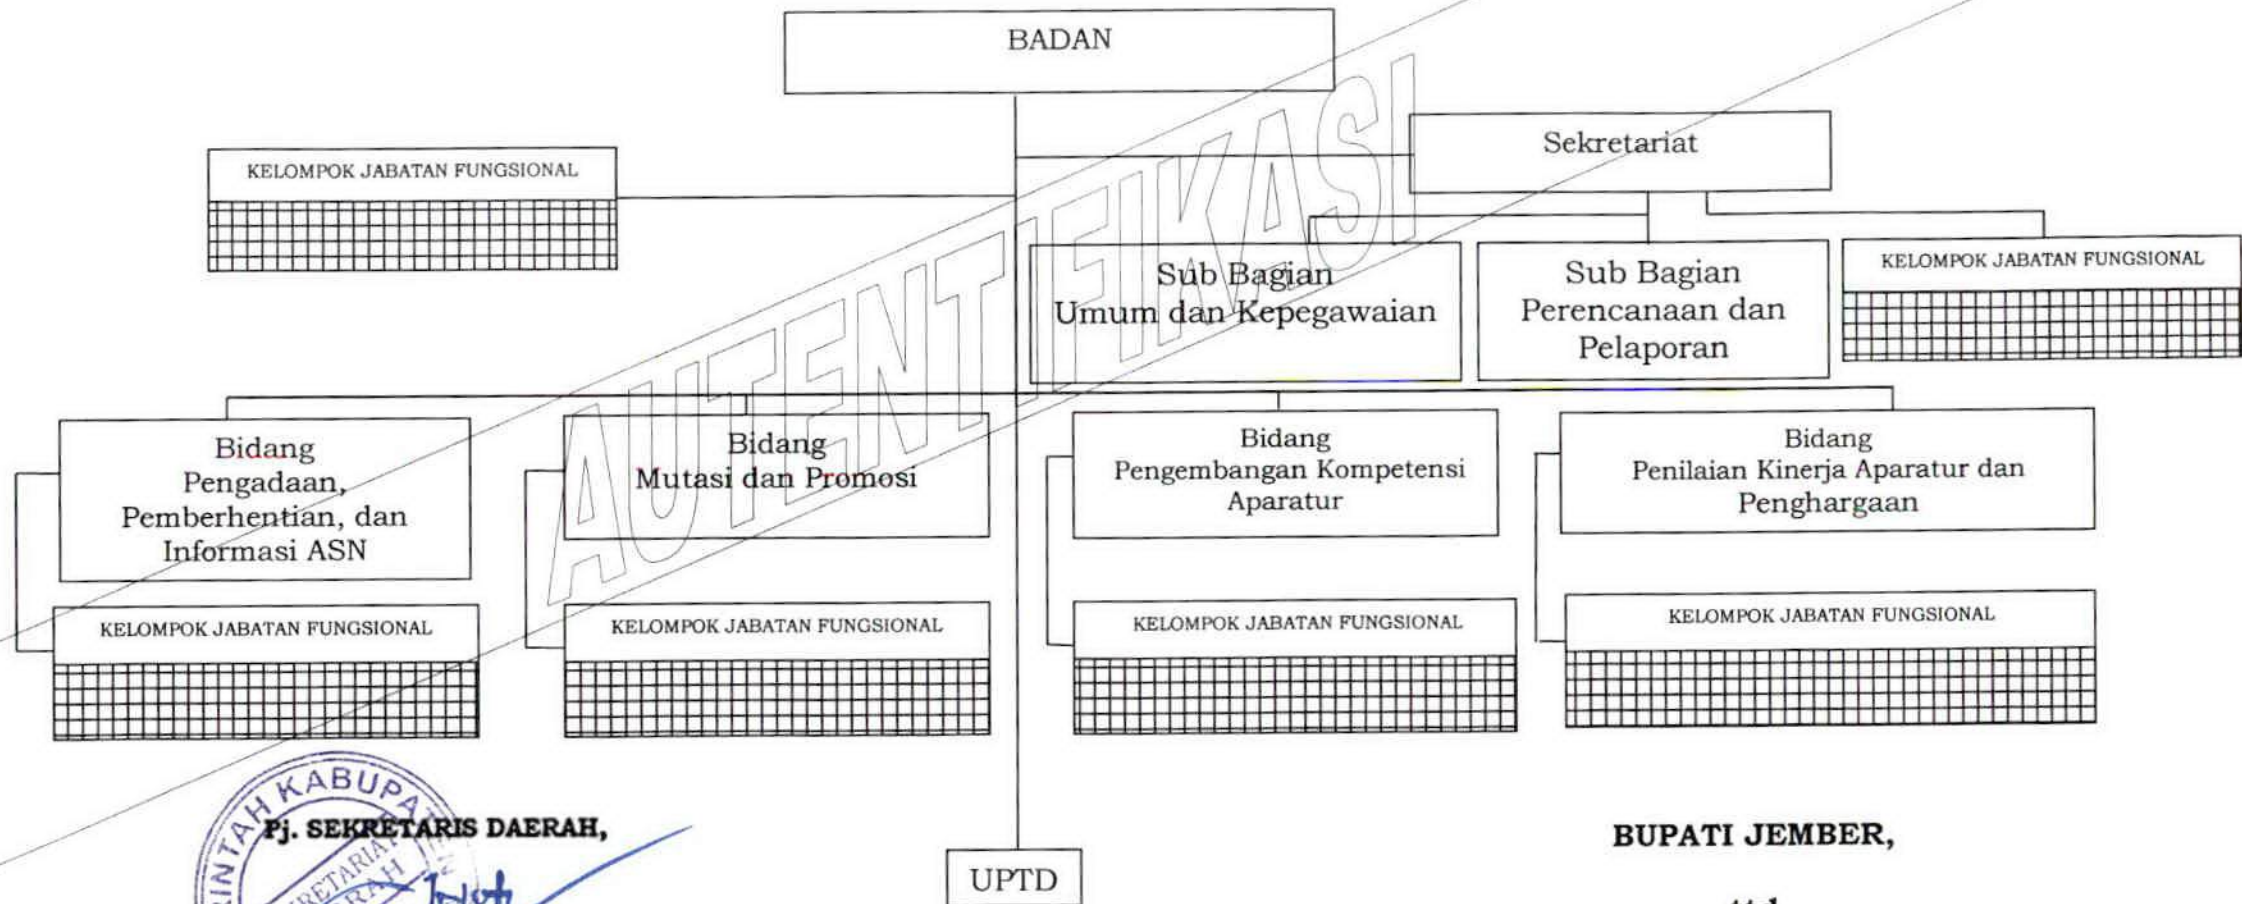 BADAN
Sekretariat
KELOMPOK JABATAN FUNGSIONAL
Sub Bagian
Umum dan Kepegawaian
Sub Bagian
Perencanaan dan
Pelaporan
KELOMPOK JABATAN FUNGSIONAL
AUTENTIFIKASI
Bidang
Pengadaan,
Pemberhentian, dan
Informasi ASN
Bidang
Mutasi dan Promosi
Bidang
Pengembangan Kompetensi
Aparatur
Bidang
Penilaian Kinerja Aparatur dan
Penghargaan
KELOMPOK JABATAN FUNGSIONAL
KELOMPOK JABATAN FUNGSIONAL
KELOMPOK JABATAN FUNGSIONAL
KELOMPOK JABATAN FUNGSIONAL
Pj. SEKRETARIS DAERAH,
BUPATI JEMBER,
UPTD